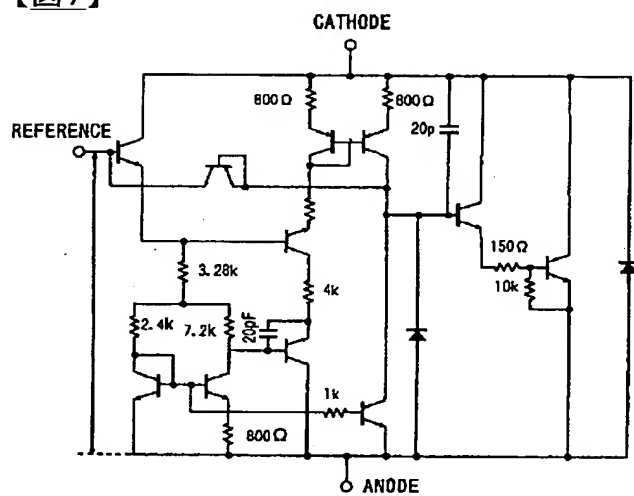 【図7】
CATHODE
800Ω
800Ω
20p
REFERENCE
150Ω
3.28k
10k
4k
2.4k
7.2k
20pF
1k
800Ω
ANODE